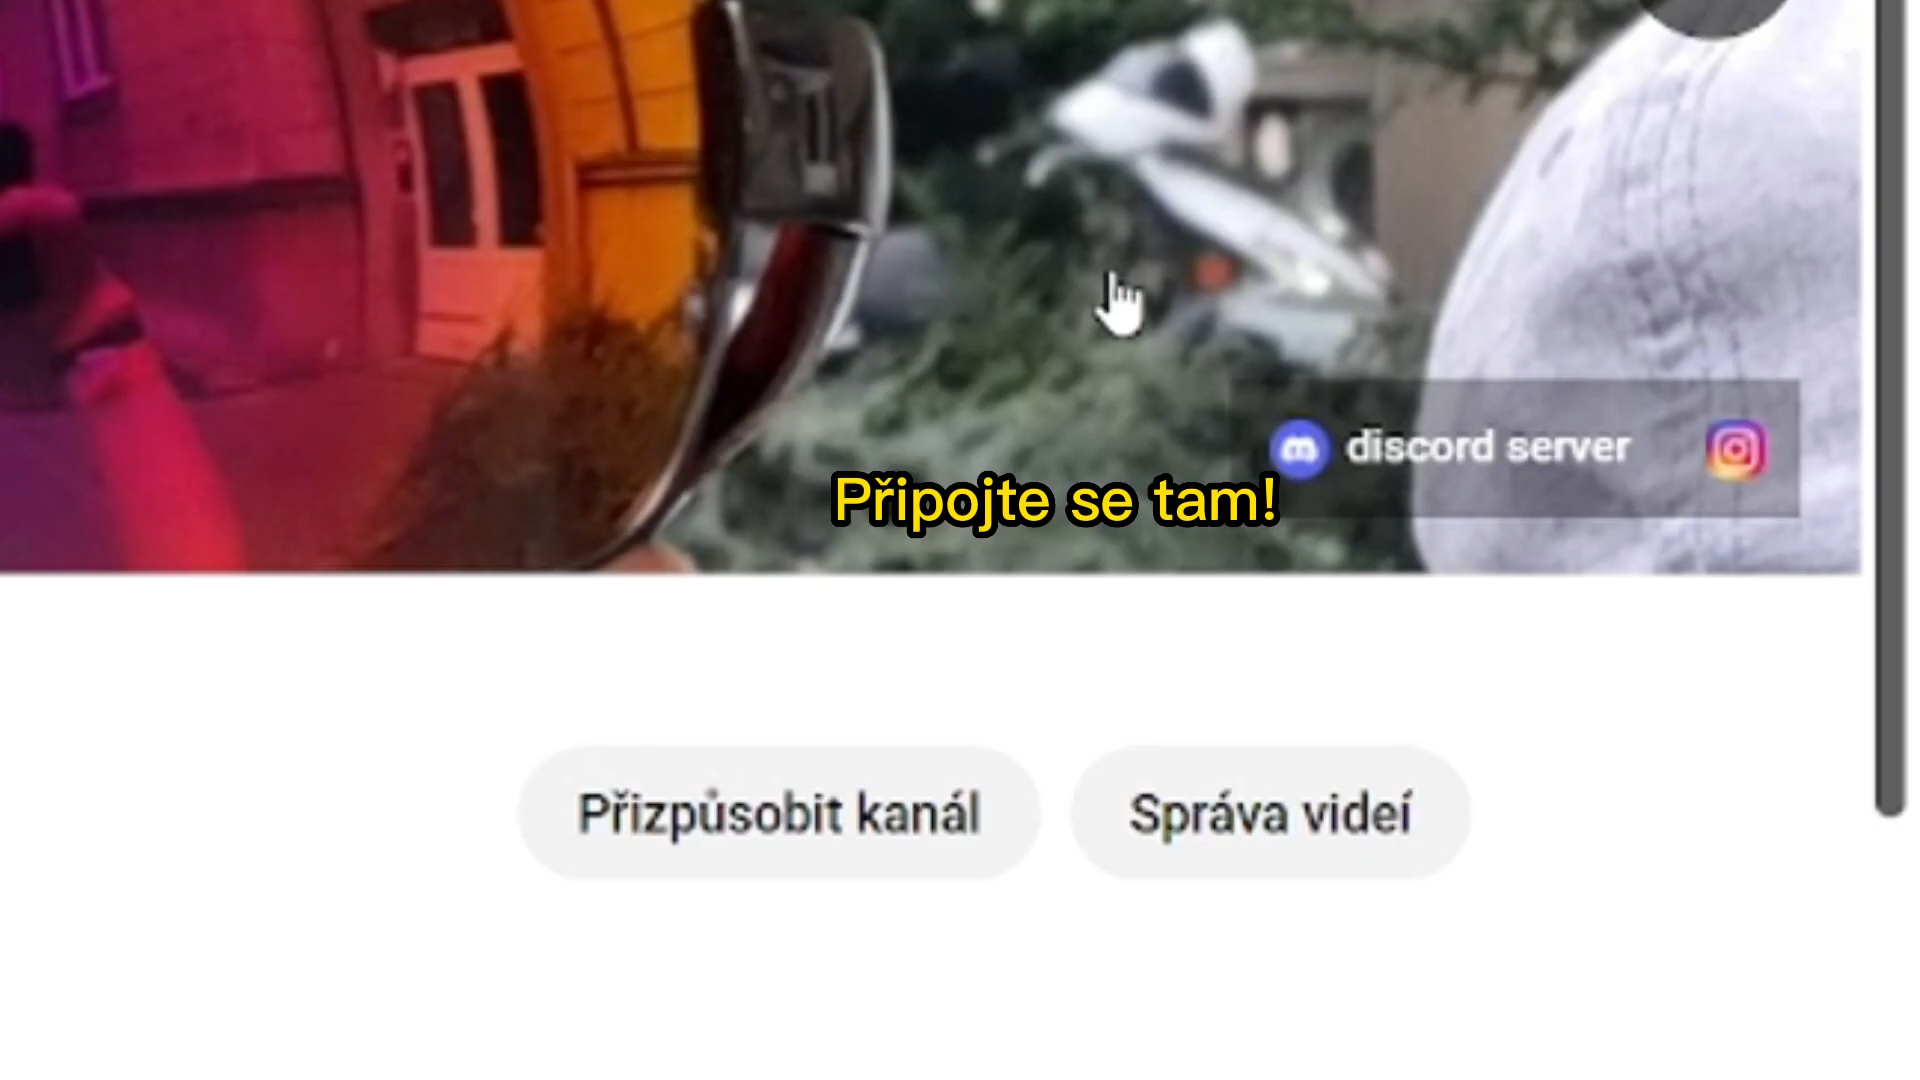 discord server
Připojte se tam!
Přizpůsobit kanál
Správa videí